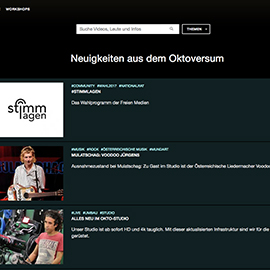 WORKSHOPS
Suche Videos, Leute und Infos
THEMEN
Neuigkeiten aus dem Oktoversum
stimm
lagen
#COMMUNITY #WAHL2017 #NATIONALRAT
#STIMMLAGEN
Das Wahlprogramm der Freien Medien
#MUSIK #ROCK #ÖSTERREICHISCHE MUSIK #MUNDART
MULATSCHAG: VOODOO JÜRGENS
Ausnahmezustand bei Mulatschag: Zu Gast im Studio ist der Österreichische Liedermacher Voodoo
#LIVE #UMBAU #STUDIO
ALLES NEU IM OKTO-STUDIO
Unser Studio ist ab sofort HD und 4k tauglich. Mit dieser aktualisierten Infrastruktur sind wir für die
gerüstet.